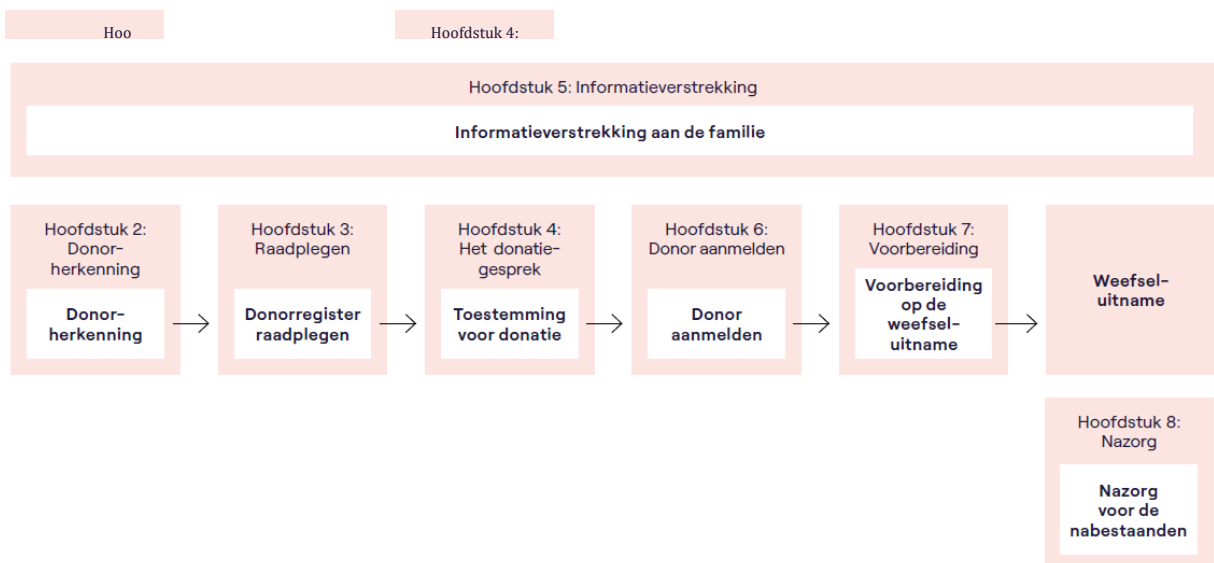 Hoo
Hoofdstuk 4:
Hoofdstuk 5: Informatieverstrekking
Informatieverstrekking aan de familie
Hoofdstuk 2:
Donor-
herkenning
Donor-
herkenning
Hoofdstuk 3:
Raadplegen
Donorregister
raadplegen
Hoofdstuk 4:
Het donatie-
gesprek
Toestemming
voor donatie
Hoofdstuk 6:
Donor aanmelden
Donor
aanmelden
Hoofdstuk 7:
Voorbereiding
Voorbereiding
op de
weefsel-
uitname
Weefsel-
uitname
Hoofdstuk 8:
Nazorg
Nazorg
voor de
nabestaanden